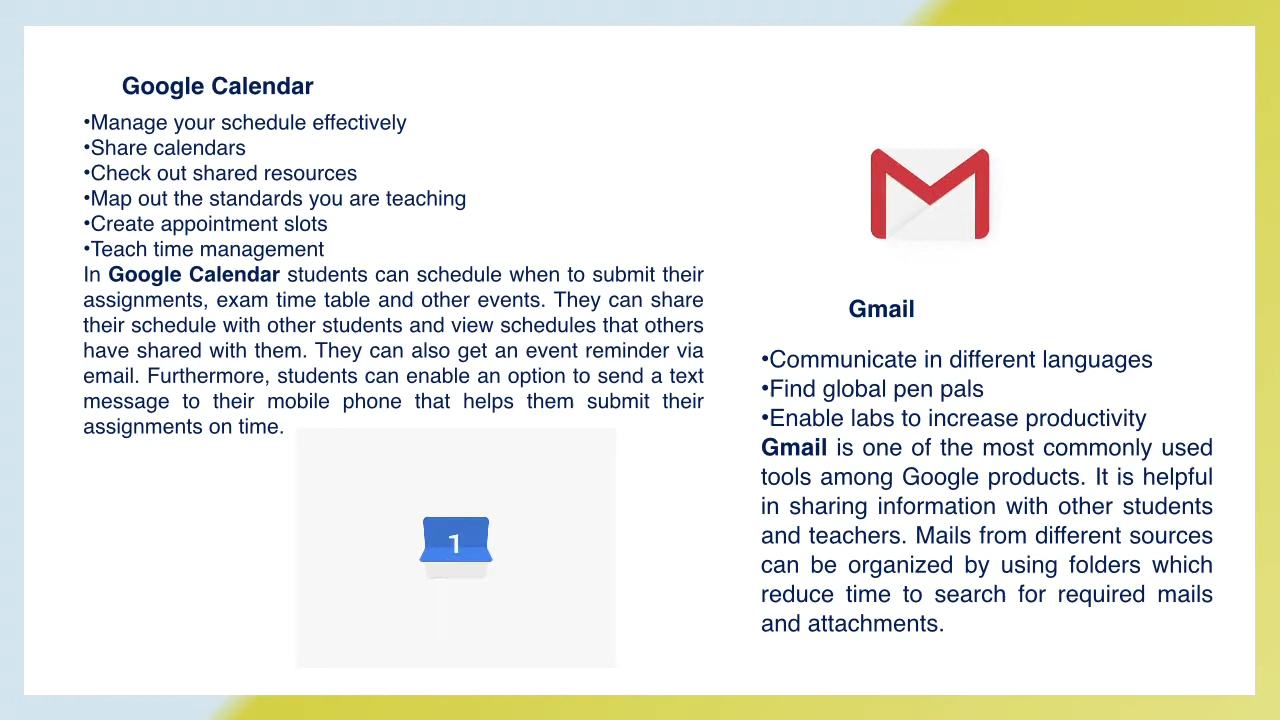 Google Calendar
•Manage your schedule effectively
•Share calendars
•Check out shared resources
•Map out the standards you are teaching
•Create appointment slots
•Teach time management
In Google Calendar students can schedule when to submit their
assignments, exam time table and other events. They can share
their schedule with other students and view schedules that others
have shared with them. They can also get an event reminder via
email. Furthermore, students can enable an option to send a text
message to their mobile phone that helps them submit their
assignments on time.
1
Gmail
•Communicate in different languages
•Find global pen pals
•Enable labs to increase productivity
Gmail is one of the most commonly used
tools among Google products. It is helpful
in sharing information with other students
and teachers. Mails from different sources
can be organized by using folders which
reduce time to search for required mails
and attachments.